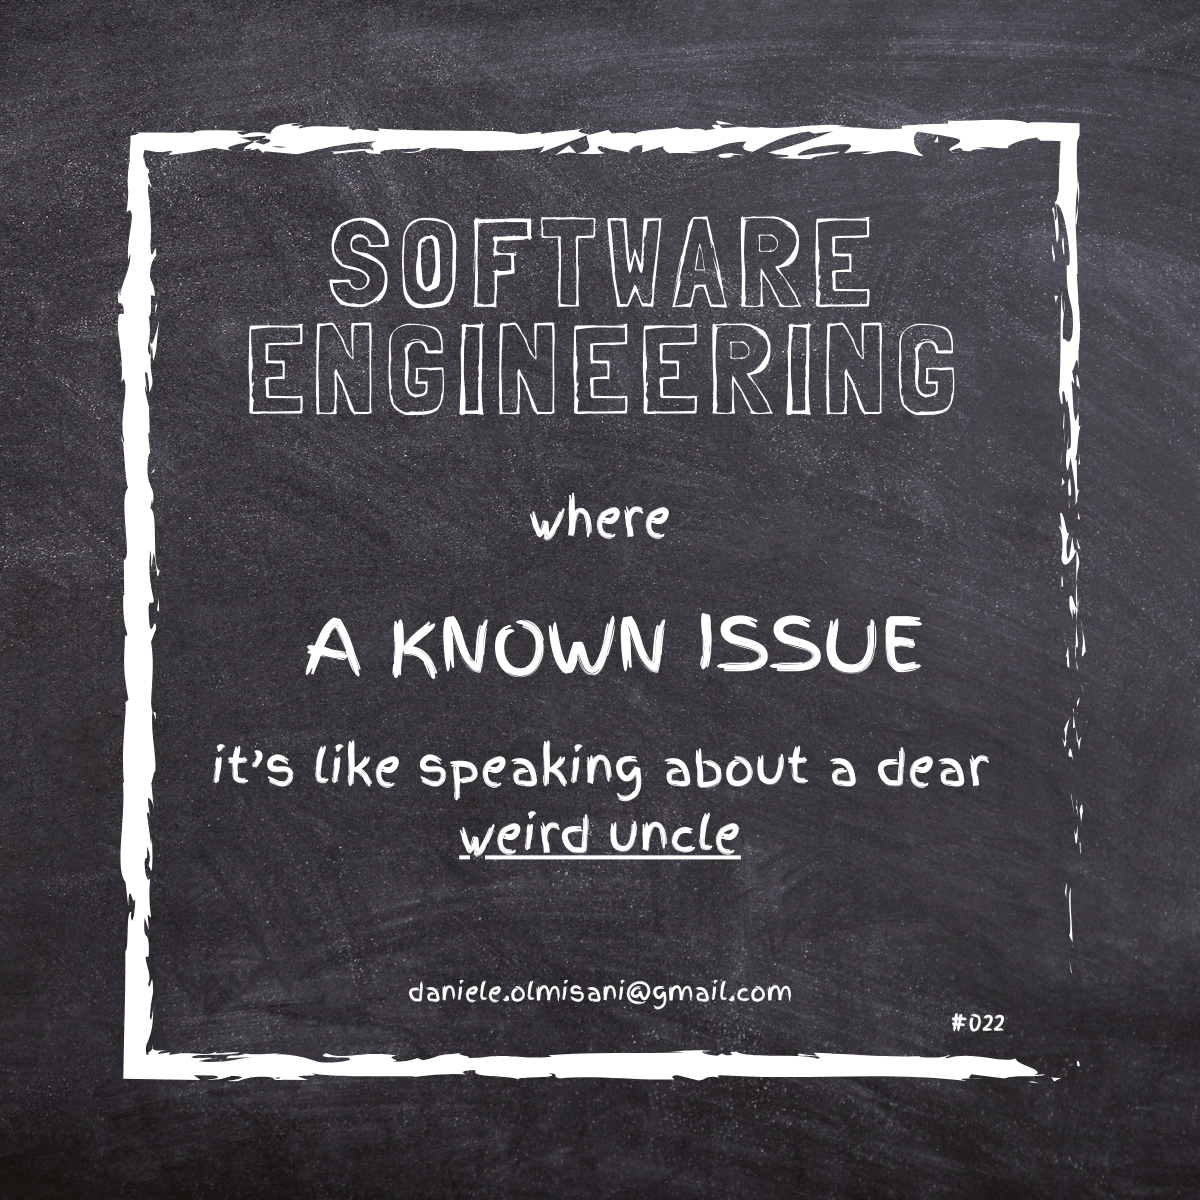 SOFTWARE
ENGINEERING
where
A KNOWN ISSUE
it's like speaking about a dear
weird uncle
daniele.olmisani@gmail.com
#022